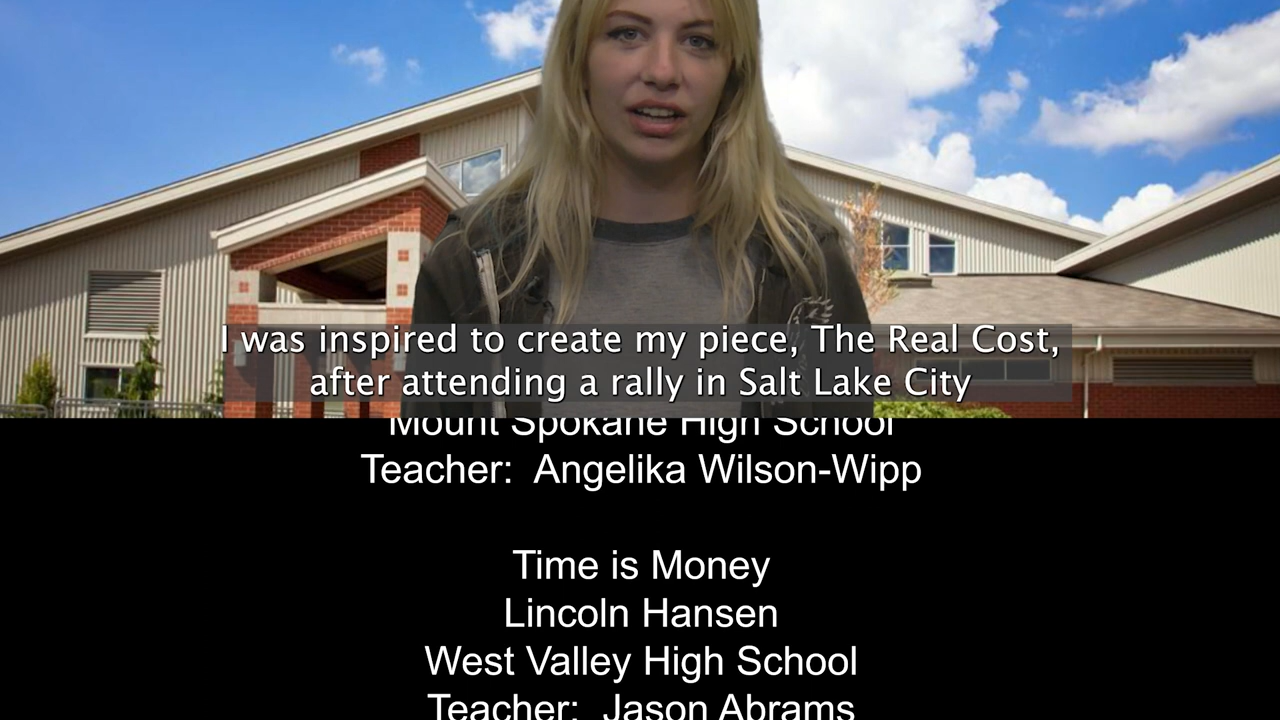 I was inspired to create my piece, The Real Cost,
after attending a rally in Salt Lake City
Mount Spokane High School
Teacher: Angelika Wilson-Wipp
Time is Money
Lincoln Hansen
West Valley High School
Teacher: Jason Abrams